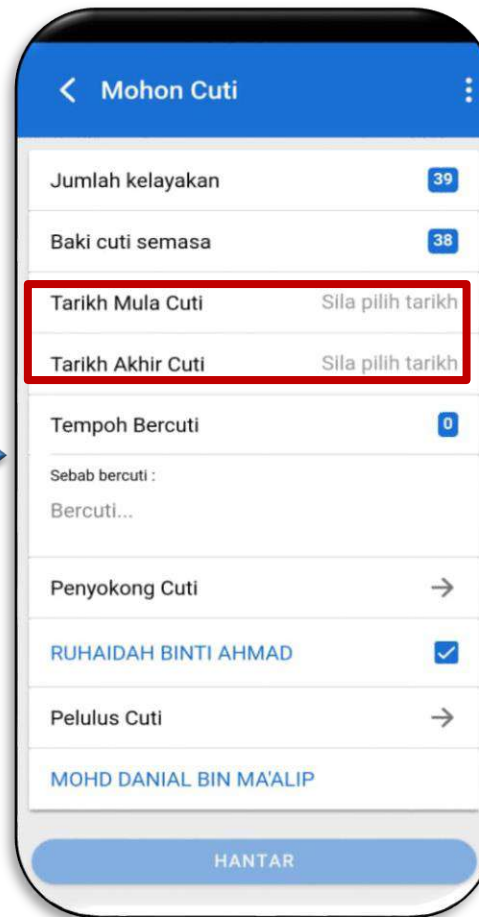 Mohon Cuti
Jumlah kelayakan 39
Baki cuti semasa 38
Tarikh Mula Cuti Sila pilih tarikh
Tarikh Akhir Cuti Sila pilih tarikh
Tempoh Bercuti 0
Sebab bercuti :
Bercuti...
Penyokong Cuti
RUHAIDAH BINTI AHMAD
Pelulus Cuti
MOHD DANIAL BIN MA'ALIP
HANTAR